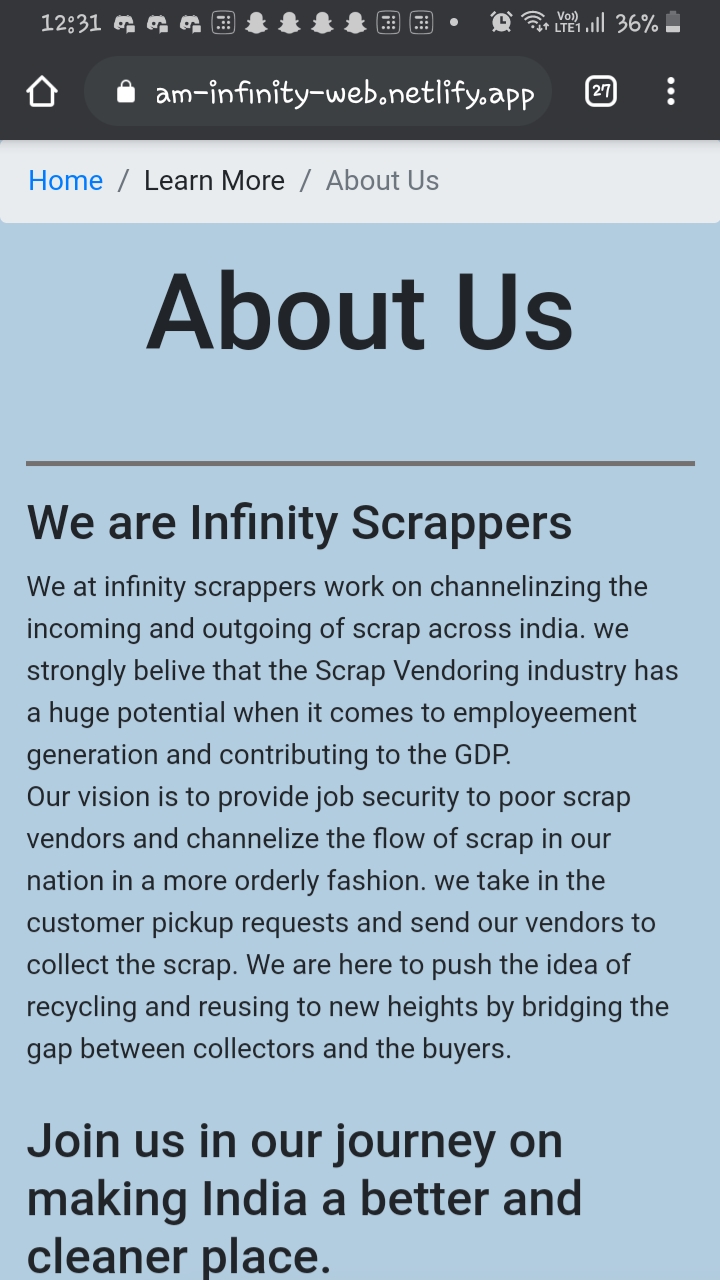 12:31
Vo))
LTE1
36%
am-infinity-web.netlify.app
27
Home / Learn More / About Us
About Us
We are Infinity Scrappers
We at infinity scrappers work on channelinzing the
incoming and outgoing of scrap across india. we
strongly belive that the Scrap Vendoring industry has
a huge potential when it comes to employeement
generation and contributing to the GDP.
Our vision is to provide job security to poor scrap
vendors and channelize the flow of scrap in our
nation in a more orderly fashion. we take in the
customer pickup requests and send our vendors to
collect the scrap. We are here to push the idea of
recycling and reusing to new heights by bridging the
gap between collectors and the buyers.
Join us in our journey on
making India a better and
cleaner place.